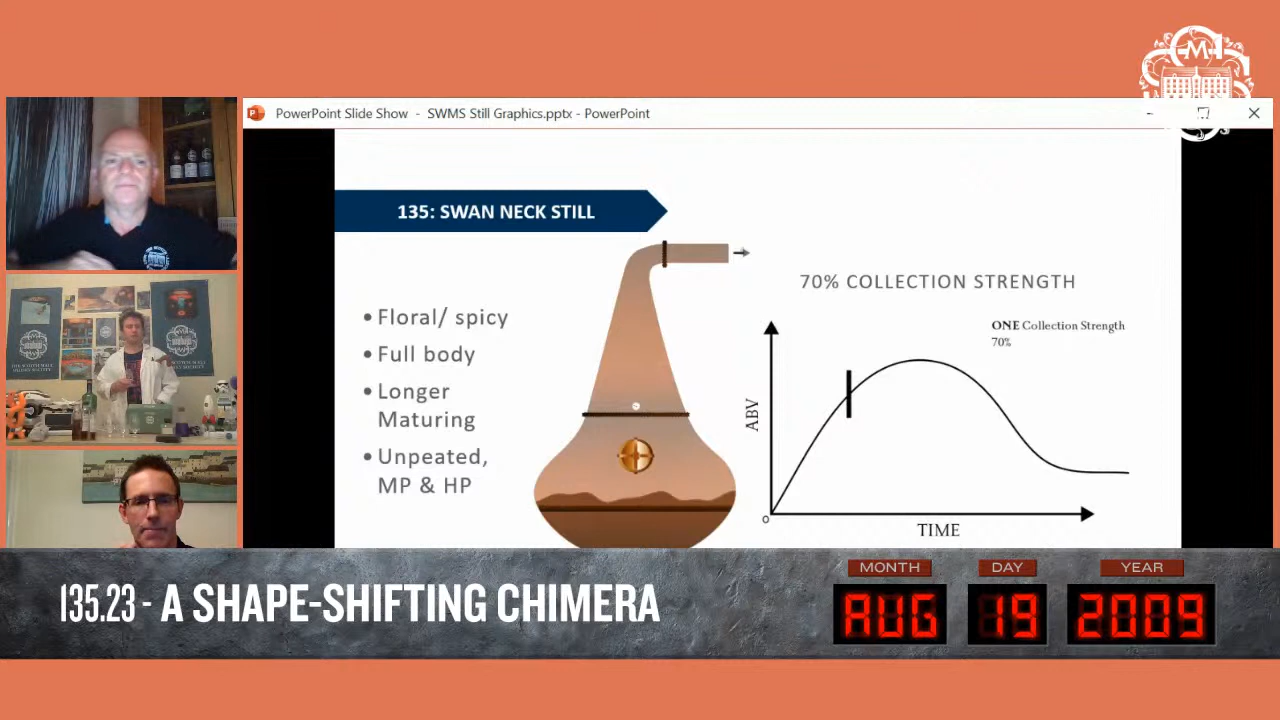 M
PowerPoint Slide Show - SWMS Still Graphics.pptx - PowerPoint
135: SWAN NECK STILL
70% COLLECTION STRENGTH
• Floral/ spicy
• Full body
• Longer
Maturing
• Unpeated,
MP & HP
ONE Collection Strength
70%
ABV
O
TIME
135.23 - A SHAPE-SHIFTING CHIMERA
MONTH
DAY
YEAR
AUG
19
2009